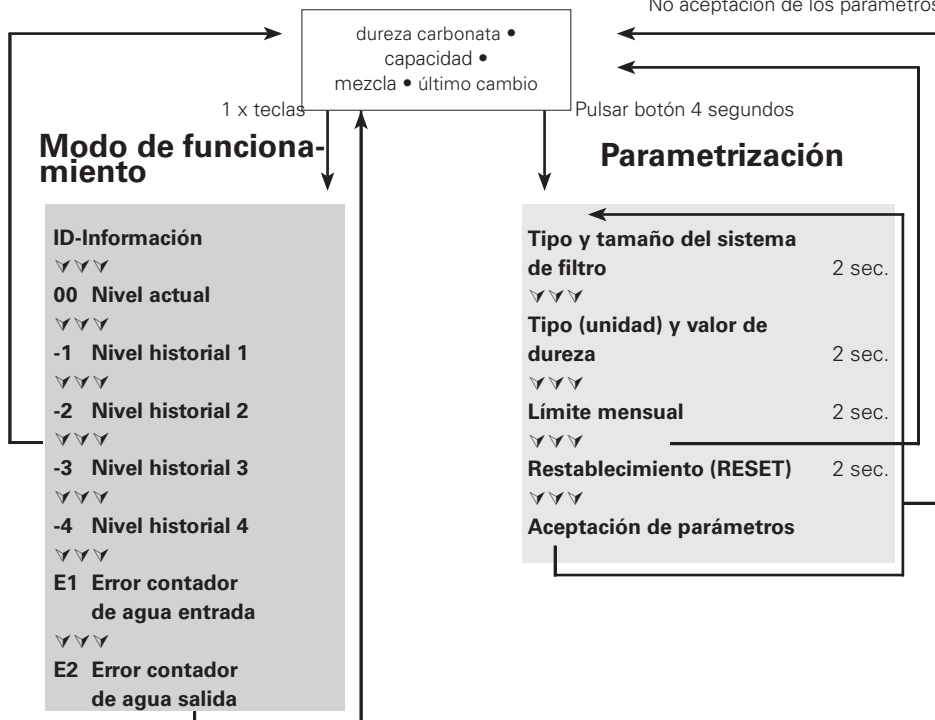 No aceptación de los parámetros
dureza carbonata •
capacidad •
mezcla • último cambio
1 x teclas
Pulsar botón 4 segundos
Modo de funciona-
miento
ID-Información
00 Nivel actual
-1 Nivel historial 1
-2 Nivel historial 2
-3 Nivel historial 3
-4 Nivel historial 4
E1 Error contador
de agua entrada
E2 Error contador
de agua salida
Parametrización
Tipo y tamaño del sistema
de filtro 2 sec.
Tipo (unidad) y valor de
dureza 2 sec.
Límite mensual 2 sec.
Restablecimiento (RESET) 2 sec.
Aceptación de parámetros